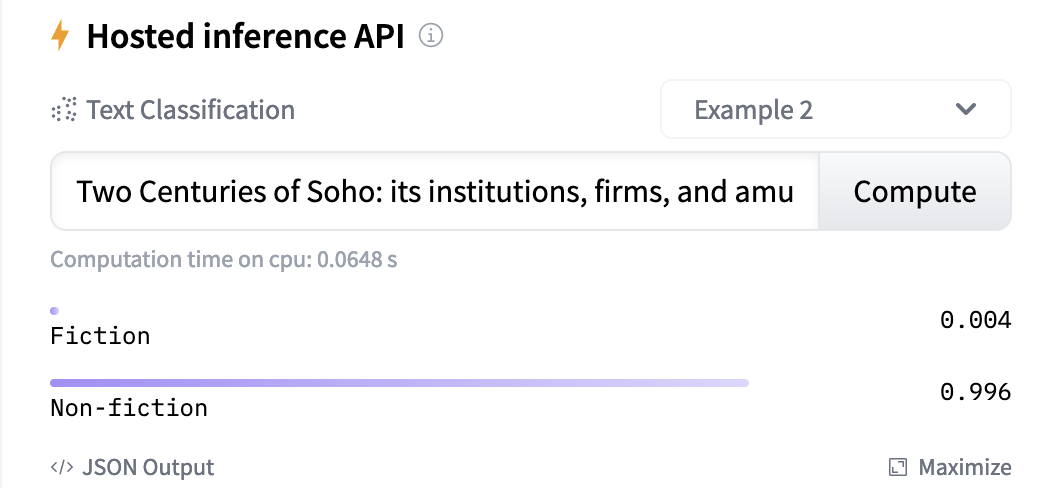 Hosted inference API
Text Classification
Example 2
Two Centuries of Soho: its institutions, firms, and amu
Compute
Computation time on cpu: 0.0648 s
Fiction
0.004
Non-fiction
0.996
</> JSON Output
Maximize